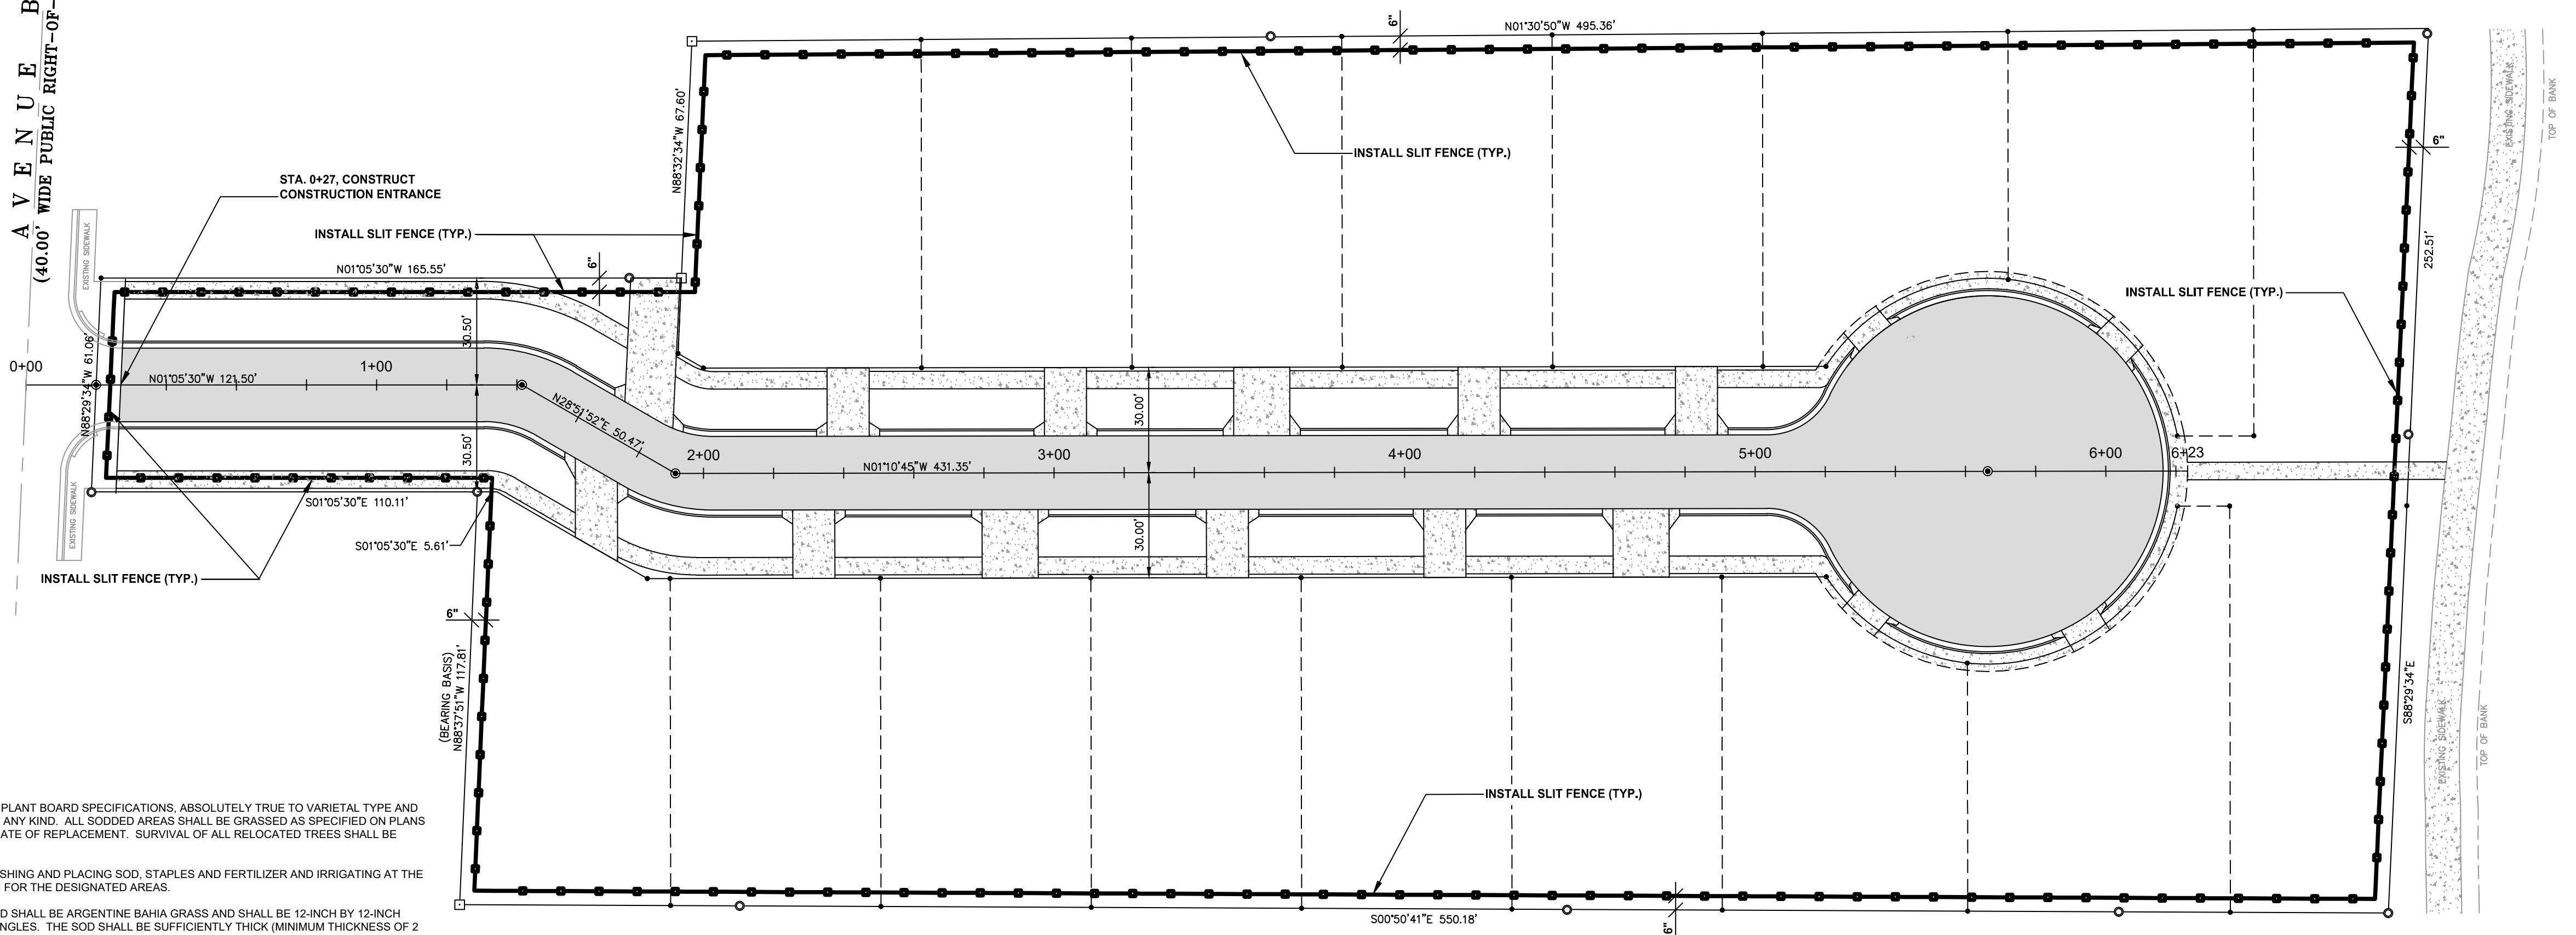 AVENUE B
(40.00' WIDE PUBLIC RIGHT-OF-
6"
N01°30'50"W 495.36'
EXISTING SIDEWALK
TOP OF BANK
6"
N88°32'34"W 67.60'
INSTALL SLIT FENCE (TYP.)
STA. 0+27, CONSTRUCT
CONSTRUCTION ENTRANCE
INSTALL SLIT FENCE (TYP.)
EXISTING SIDEWALK
252.51'
6"
N01°05'30"W 165.55'
INSTALL SLIT FENCE (TYP.)
30.50'
N88°29'34"W 61.06'
0+00
1+00
N01°05'30"W 121.50'
N28°51'52"E 50.47'
30.00'
30.50'
2+00
3+00
4+00
5+00
6+00
6+23
N01°10'45"W 431.35'
S01°05'30"E 110.11'
EXISTING SIDEWALK
30.00'
S01°05'30"E 5.61'
INSTALL SLIT FENCE (TYP.)
6"
(BEARING BASIS)
N88°37'51"W 117.81'
S88°29'34"E
EXISTING SIDEWALK
TOP OF BANK
INSTALL SLIT FENCE (TYP.)
PLANT BOARD SPECIFICATIONS, ABSOLUTELY TRUE TO VARIETAL TYPE AND
ANY KIND. ALL SODDED AREAS SHALL BE GRASSED AS SPECIFIED ON PLANS
ATE OF REPLACEMENT. SURVIVAL OF ALL RELOCATED TREES SHALL BE
SHING AND PLACING SOD, STAPLES AND FERTILIZER AND IRRIGATING AT THE
FOR THE DESIGNATED AREAS.
D SHALL BE ARGENTINE BAHIA GRASS AND SHALL BE 12-INCH BY 12-INCH
NGLES. THE SOD SHALL BE SUFFICIENTLY THICK (MINIMUM THICKNESS OF 2
S00°50'41"E 550.18'
6"